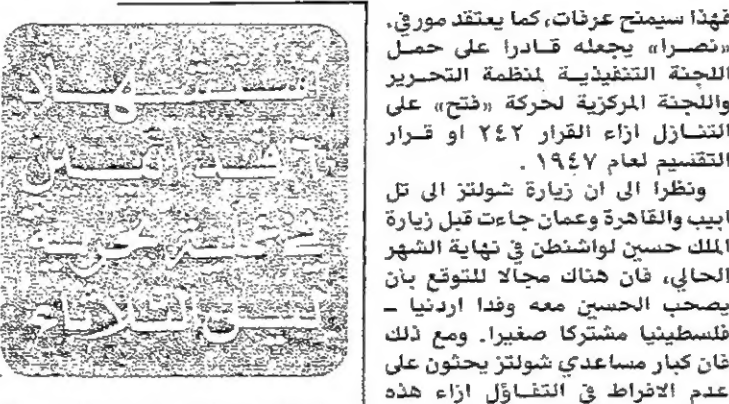 فهذا سيمنح عرفات، كما يعتقد مورفي،
«نصرا» يجعله قادرا على حمل
اللجنة التنفيذية لمنظمة التحرير
واللجنة المركزية لحركة «فتح» على
التنازل ازاء القرار ٢٤٢ او قرار
التقسيم لعام ١٩٤٧ .
ونظرا الى ان زيارة شولتز الى تل
ابيب والقاهرة وعمان جاءت قبل زيارة
الملك حسين لواشنطن في نهاية الشهر
الحالي، فان هناك مجالا للتوقع بأن
يصحب الحسين معه وفدا اردنيا ـ
فلسطينيا مشتركا صغيرا. ومع ذلك
فان كبار مساعدي شولتز يحثون على
عدم الافراط في التفاؤل ازاء هذه
استشهاد